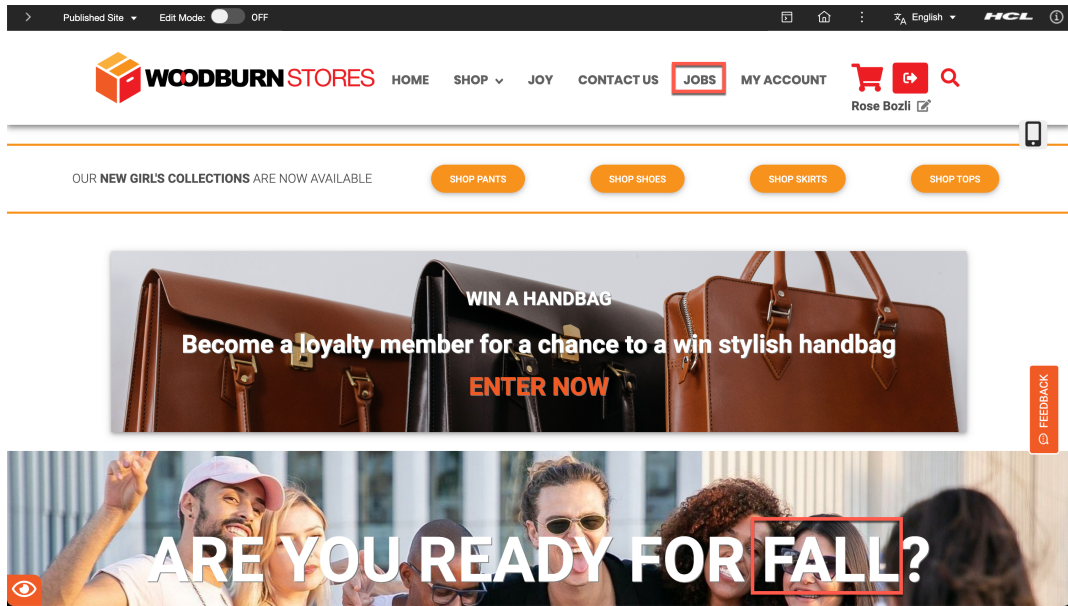 Published Site Edit Mode: OFF English HCL
WOODBURN STORES HOME SHOP JOY CONTACT US JOBS MY ACCOUNT
Rose Bozli
OUR NEW GIRL'S COLLECTIONS ARE NOW AVAILABLE SHOP PANTS SHOP SHOES SHOP SKIRTS SHOP TOPS
WIN A HANDBAG
Become a loyalty member for a chance to a win stylish handbag
ENTER NOW
FEEDBACK
ARE YOU READY FOR FALL?